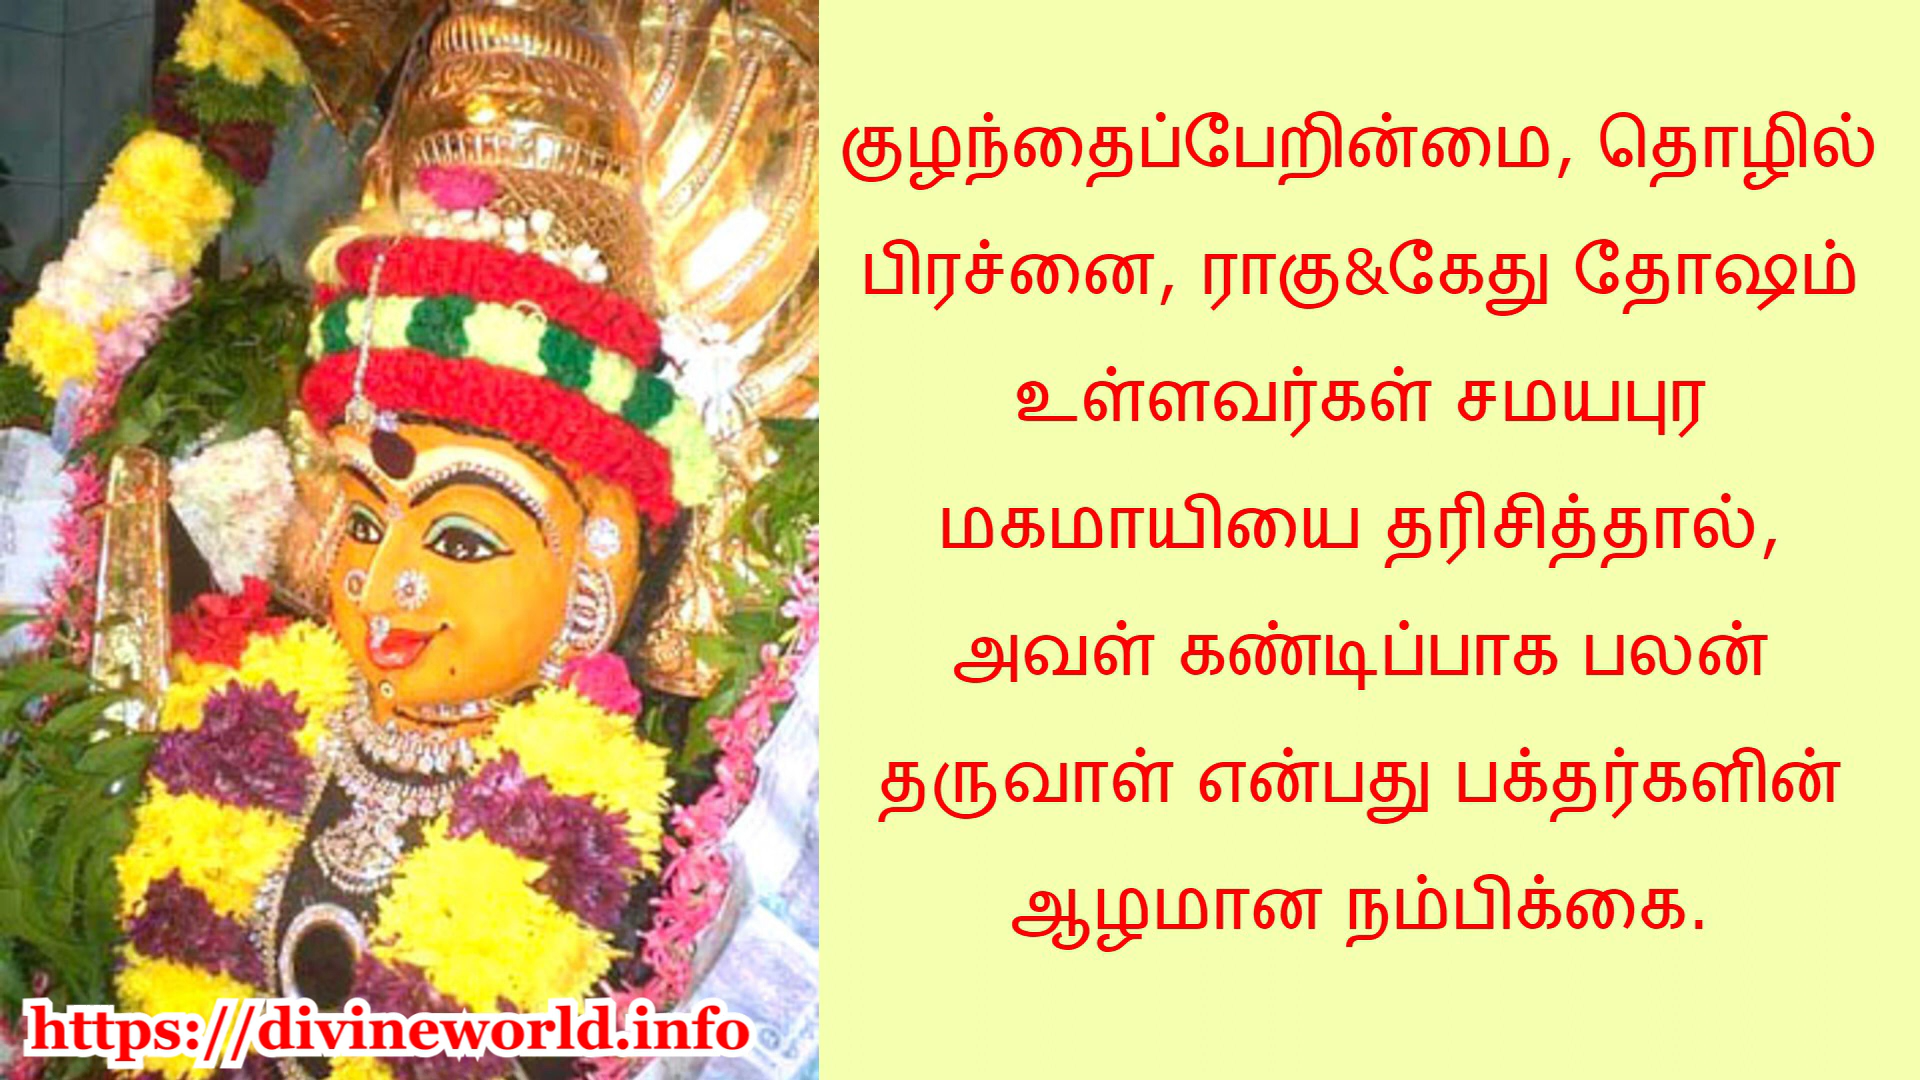 குழந்தைப்பேறின்மை, தொழில்
பிரச்னை, ராகு&கேது தோஷம்
உள்ளவர்கள் சமயபுர
மகமாயியை தரிசித்தால்,
அவள் கண்டிப்பாக பலன்
தருவாள் என்பது பக்தர்களின்
ஆழமான நம்பிக்கை.
https://divineworld.info